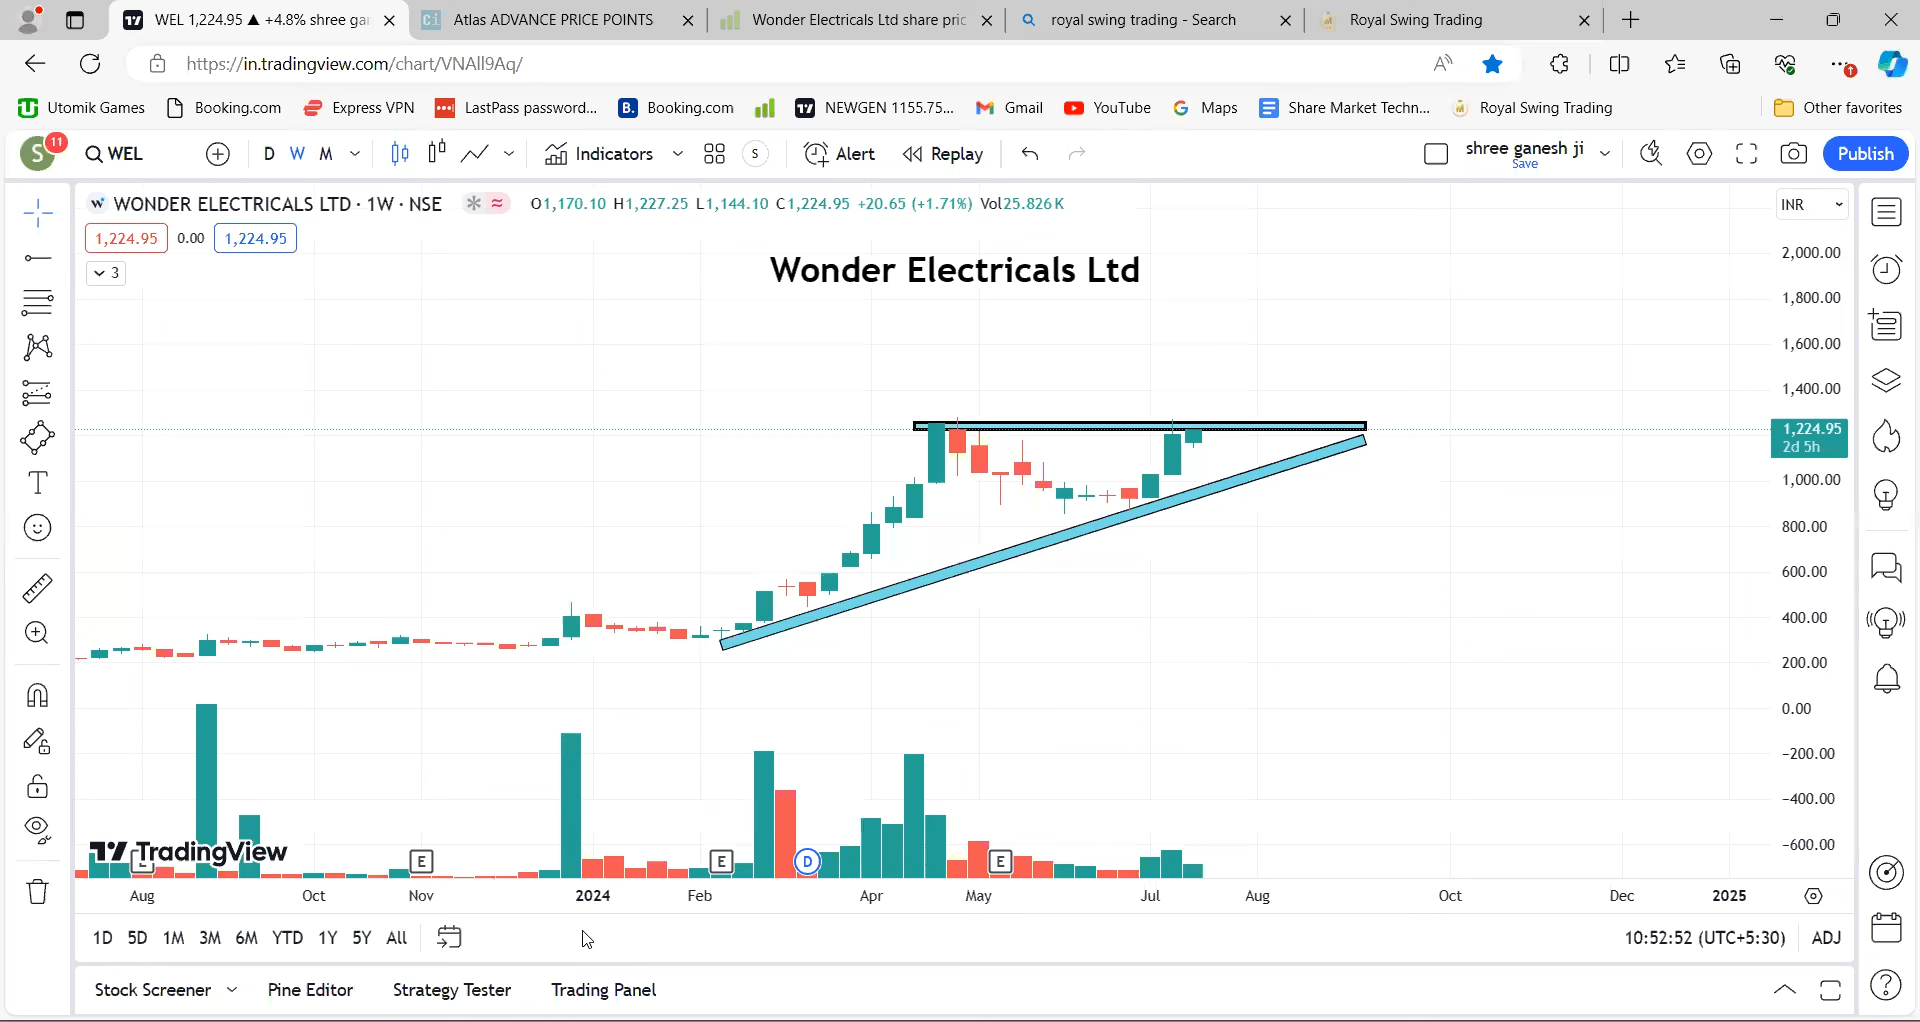 WEL 1,224.95 ▲ +4.8% shree gar
Atlas ADVANCE PRICE POINTS
Wonder Electricals Ltd share pric
royal swing trading - Search
Royal Swing Trading
https://in.tradingview.com/chart/VNAll9Aq/
Utomik Games
Booking.com
Express VPN
LastPass password...
B. Booking.com
NEWGEN 1155.75...
Gmail
YouTube
Maps
Share Market Techn...
Royal Swing Trading
Other favorites
S 11
WEL
D W M
Indicators
S
Alert
Replay
shree ganesh ji
Save
Publish
WONDER ELECTRICALS LTD · 1W · NSE
O1,170.10 H1,227.25 L1,144.10 C1,224.95 +20.65 (+1.71%) Vol25.826K
INR
1,224.95 0.00 1,224.95
3
Wonder Electricals Ltd
2,000.00
1,800.00
1,600.00
1,400.00
1,224.95
2d 5h
1,000.00
800.00
600.00
400.00
200.00
0.00
−200.00
−400.00
−600.00
TradingView
E E E D E
Aug Oct Nov 2024 Feb Apr May Jul Aug Oct Dec 2025
1D 5D 1M 3M 6M YTD 1Y 5Y All
10:52:52 (UTC+5:30) ADJ
Stock Screener Pine Editor Strategy Tester Trading Panel